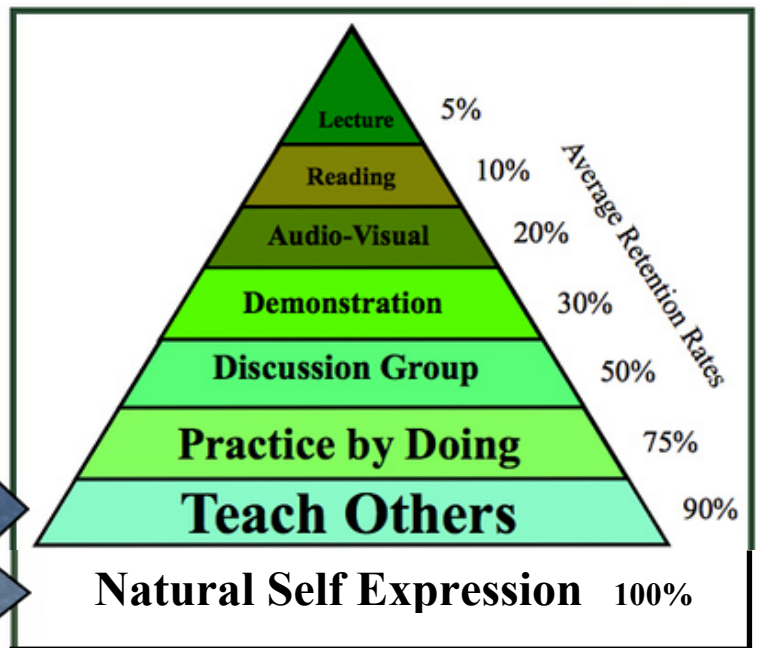 Lecture 5%
Reading 10%
Audio-Visual 20%
Demonstration 30%
Discussion Group 50%
Practice by Doing 75%
Teach Others 90%
Average Retention Rates
Natural Self Expression 100%